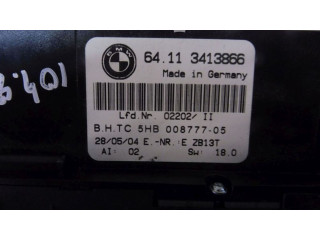 BMW
64.11 3413866
Made in Germany
Lfd.Nr. 02202/ II
B.H.TC 5HB 008777-05
28/05/04 E.-NR.:E ZB13T
AI: 02 Sw: 18.0